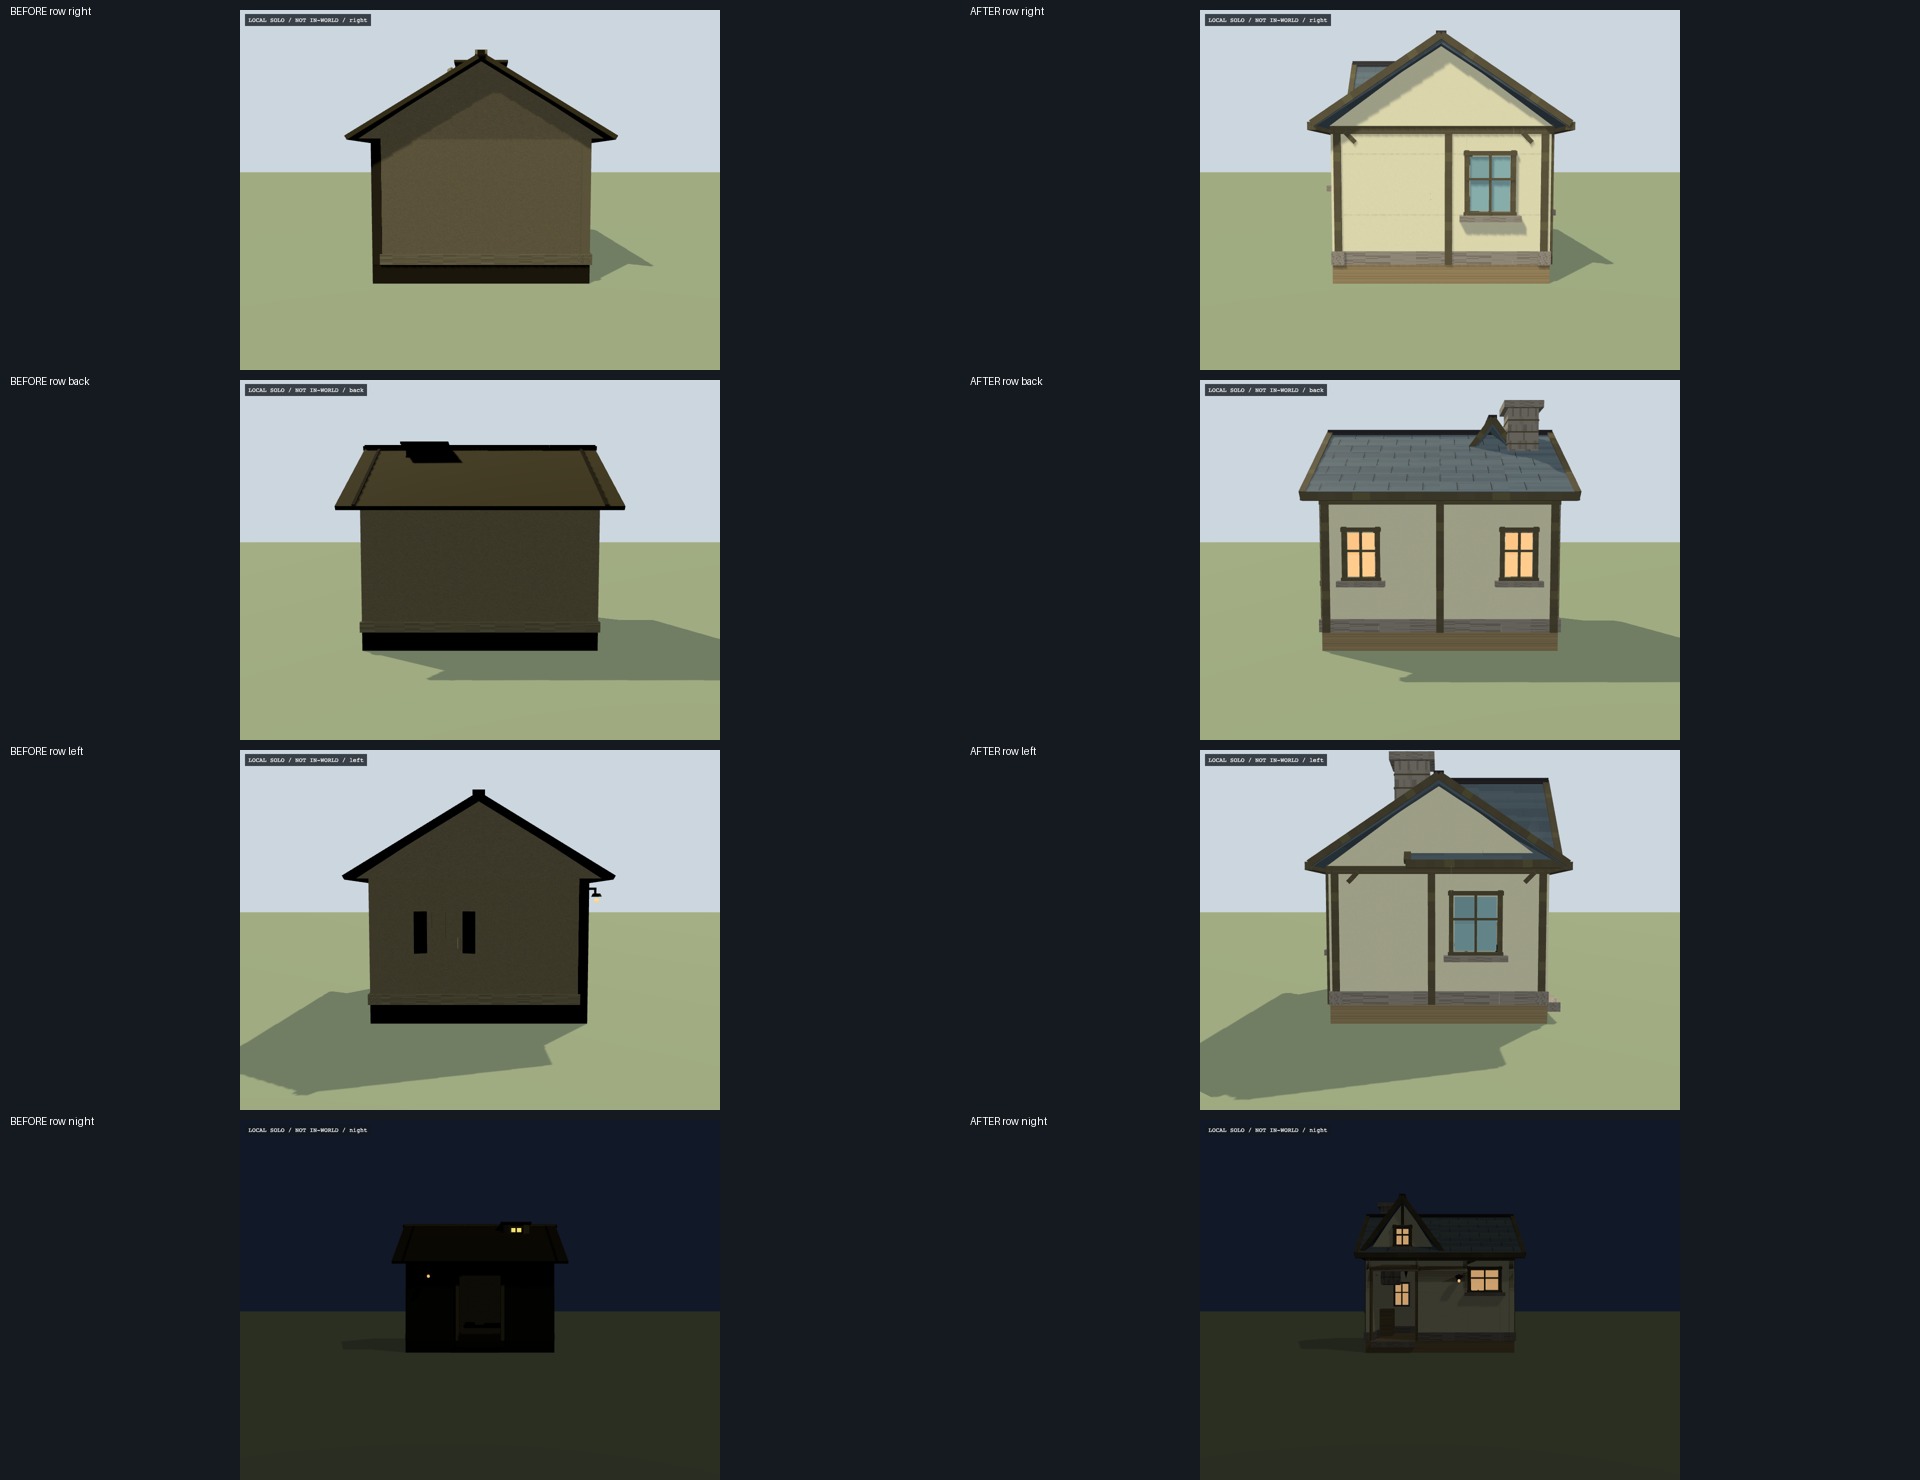 BEFORE row right
LOCAL SOLO / NOT IN-WORLD / right
AFTER row right
LOCAL SOLO / NOT IN-WORLD / right
BEFORE row back
LOCAL SOLO / NOT IN-WORLD / back
AFTER row back
LOCAL SOLO / NOT IN-WORLD / back
BEFORE row left
LOCAL SOLO / NOT IN-WORLD / left
AFTER row left
LOCAL SOLO / NOT IN-WORLD / left
BEFORE row night
LOCAL SOLO / NOT IN-WORLD / night
AFTER row night
LOCAL SOLO / NOT IN-WORLD / night